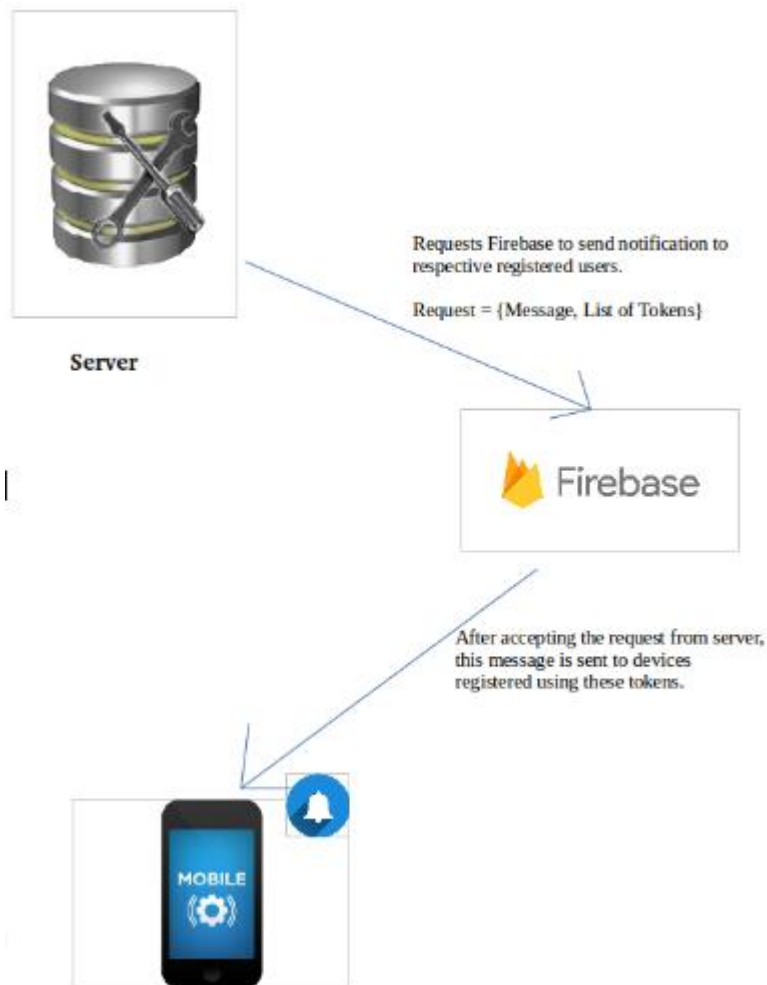 Requests Firebase to send notification to
respective registered users.
Request = {Message, List of Tokens}
Server
Firebase
After accepting the request from server,
this message is sent to devices
registered using these tokens.
MOBILE